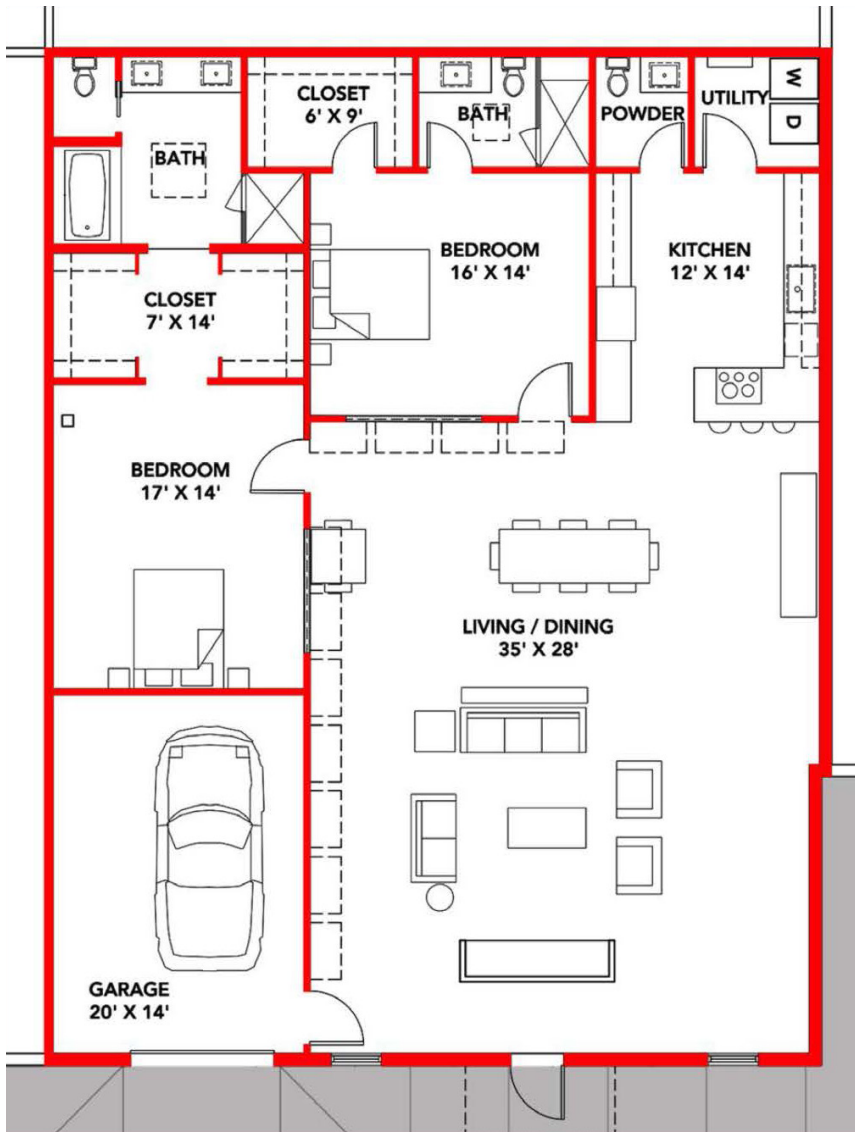 CLOSET
6' X 9'
BATH
POWDER
UTILITY
W
D
BATH
BEDROOM
16' X 14'
KITCHEN
12' X 14'
CLOSET
7' X 14'
BEDROOM
17' X 14'
LIVING / DINING
35' X 28'
GARAGE
20' X 14'